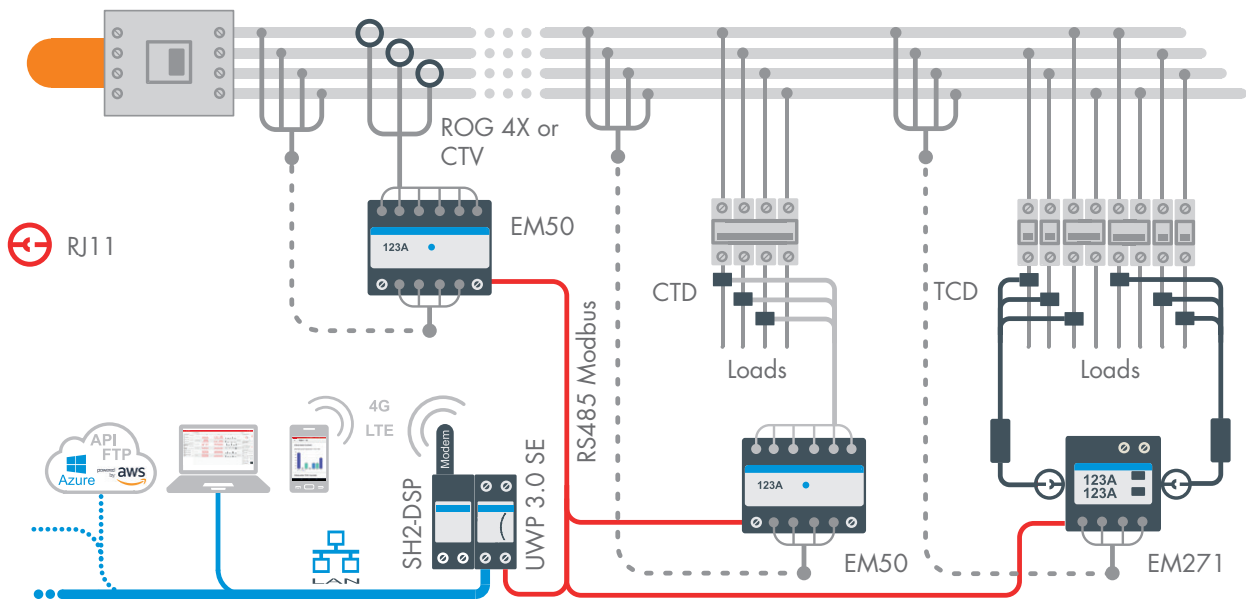 ROG 4X or
CTV
EM50
123A
RJ11
CTD
TCD
Loads
Loads
RS485 Modbus
4G
LTE
Modem
API
FTP
Azure
powered
by
aws
SH2-DSP
UWP 3.0 SE
123A
123A
123A
LAN
EM50
EM271